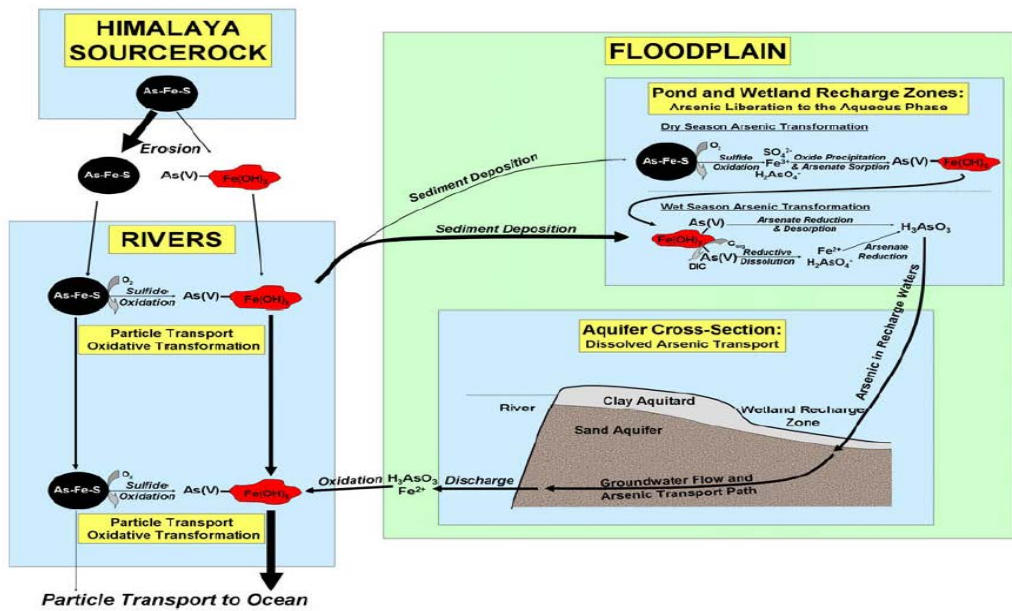 HIMALAYA
SOURCEROCK
As-Fe-S
Erosion
As-Fe-S
As(V)
Fe(OH)₃
RIVERS
As-Fe-S
O₂
Sulfide
Oxidation
As(V)
Fe(OH)₃
Particle Transport
Oxidative Transformation
As-Fe-S
Sulfide
Oxidation
As(V)
Fe(OH)₃
Particle Transport
Oxidative Transformation
Particle Transport to Ocean
Sediment Deposition
Sediment Deposition
FLOODPLAIN
Pond and Wetland Recharge Zones:
Arsenic Liberation to the Aqueous Phase
Dry Season Arsenic Transformation
As-Fe-S
O₂
Sulfide
Oxidation
SO₄²⁻
Fe³⁺
H₂AsO₄⁻
Oxide Precipitation
& Arsenate Sorption
As(V)
Fe(OH)₃
Wet Season Arsenic Transformation
As(V)
Fe(OH)₃
As(V)
DIC
Arsenate Reduction
& Desorption
H₃AsO₃
Reductive
Dissolution
Fe²⁺
H₂AsO₄⁻
Arsenate
Reduction
Arsenic in Recharge Waters
Aquifer Cross-Section:
Dissolved Arsenic Transport
River
Clay Aquitard
Sand Aquifer
Wetland Recharge
Zone
Groundwater Flow and
Arsenic Transport Path
Discharge
H₃AsO₃
Fe²⁺
Oxidation